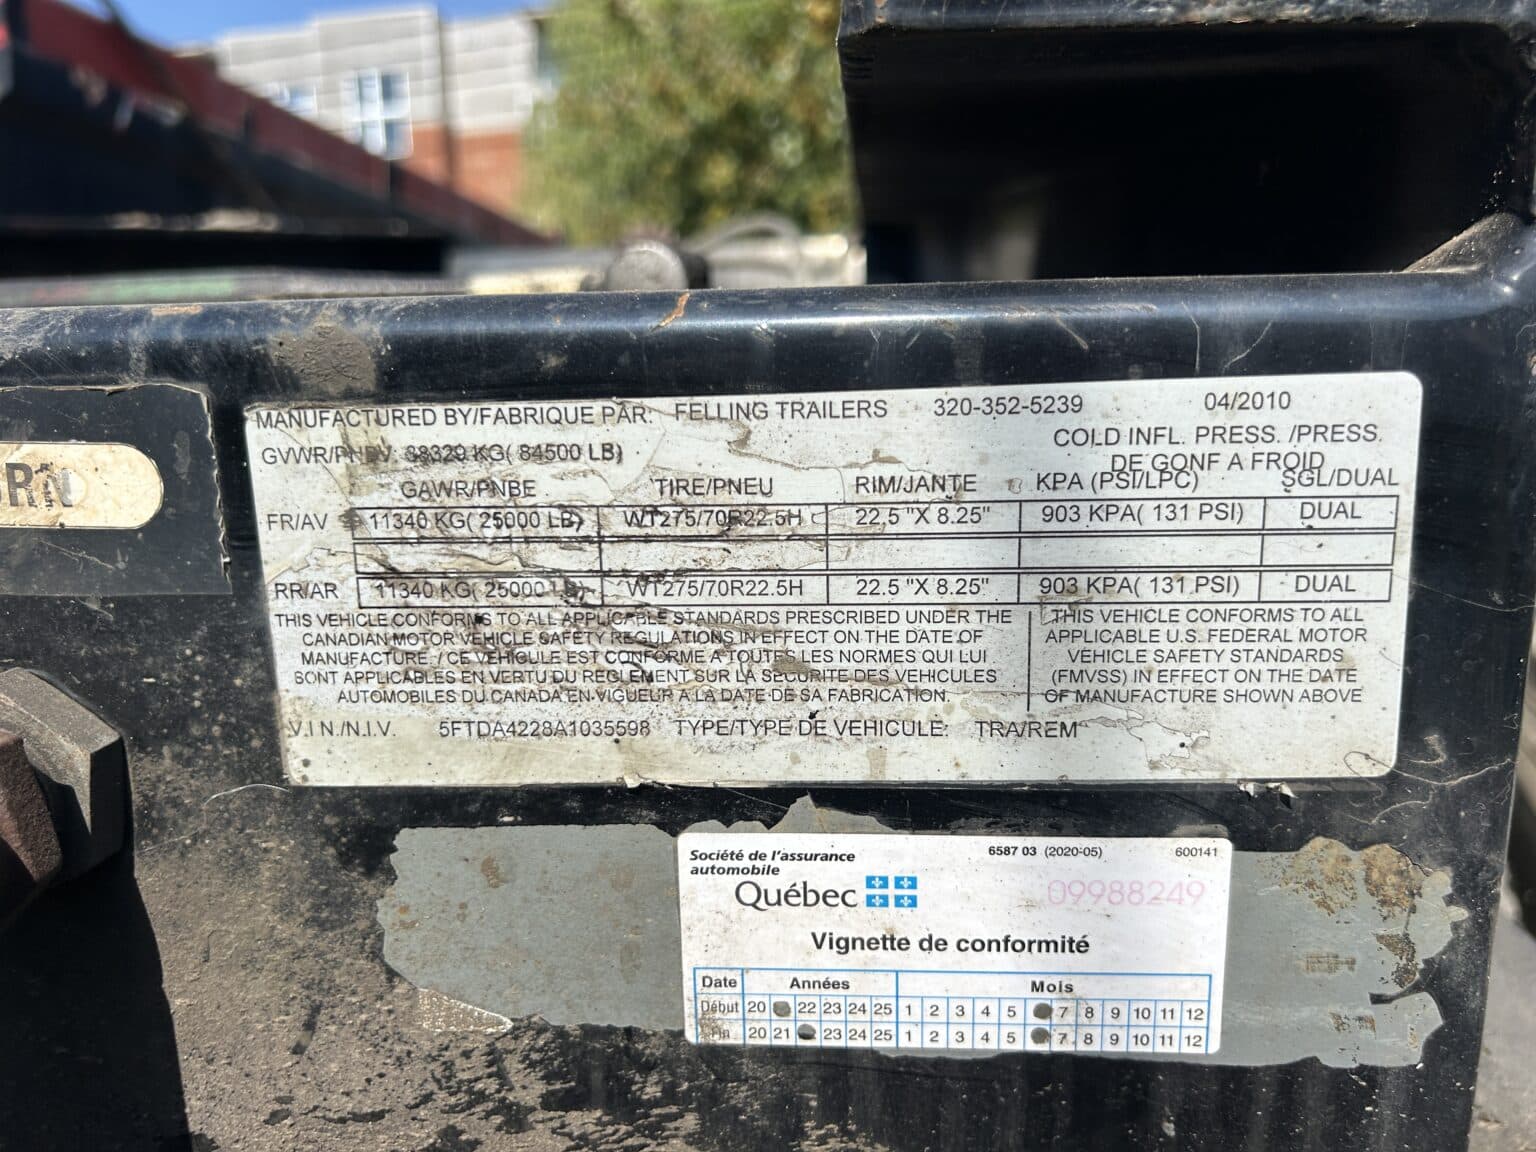 MANUFACTURED BY/FABRIQUE PAR: FELLING TRAILERS 320-352-5239 04/2010
GVWR/PNBV: 38329 KG( 84500 LB)
COLD INFL. PRESS. /PRESS.
DE GONF A FROID
GAWR/PNBE TIRE/PNEU RIM/JANTE KPA (PSI/LPC) SGL/DUAL
FR/AV 11340 KG( 25000 LB) WT275/70R22.5H 22.5 "X 8.25" 903 KPA( 131 PSI) DUAL
RR/AR 11340 KG( 25000 LB) WT275/70R22.5H 22.5 "X 8.25" 903 KPA( 131 PSI) DUAL
THIS VEHICLE CONFORMS TO ALL APPLICABLE STANDARDS PRESCRIBED UNDER THE
CANADIAN MOTOR VEHICLE SAFETY REGULATIONS IN EFFECT ON THE DATE OF
MANUFACTURE. / CE VEHICULE EST CONFORME A TOUTES LES NORMES QUI LUI
SONT APPLICABLES EN VERTU DU REGLEMENT SUR LA SECURITE DES VEHICULES
AUTOMOBILES DU CANADA EN VIGUEUR A LA DATE DE SA FABRICATION.
THIS VEHICLE CONFORMS TO ALL
APPLICABLE U.S. FEDERAL MOTOR
VEHICLE SAFETY STANDARDS
(FMVSS) IN EFFECT ON THE DATE
OF MANUFACTURE SHOWN ABOVE
V.I N./N.I.V. 5FTDA4228A1035598 TYPE/TYPE DE VEHICULE: TRA/REM
Société de l'assurance
automobile
Québec
6587 03 (2020-05) 600141
09988249
Vignette de conformité
Date Années Mois
Début 20 22 23 24 25 1 2 3 4 5 7 8 9 10 11 12
Fin 20 21 23 24 25 1 2 3 4 5 7 8 9 10 11 12